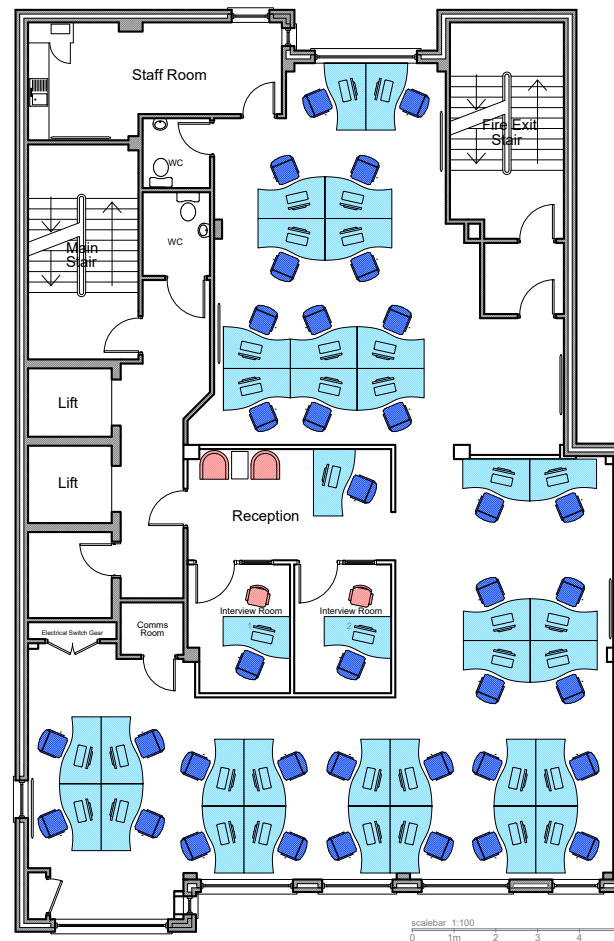 Staff Room
Fire Exit
Stair
WC
WC
Main
Stair
Lift
Lift
Reception
Interview Room
1
Interview Room
2
Comms
Room
Electrical Switch Gear
scalebar 1:100
0 1m 2 3 4